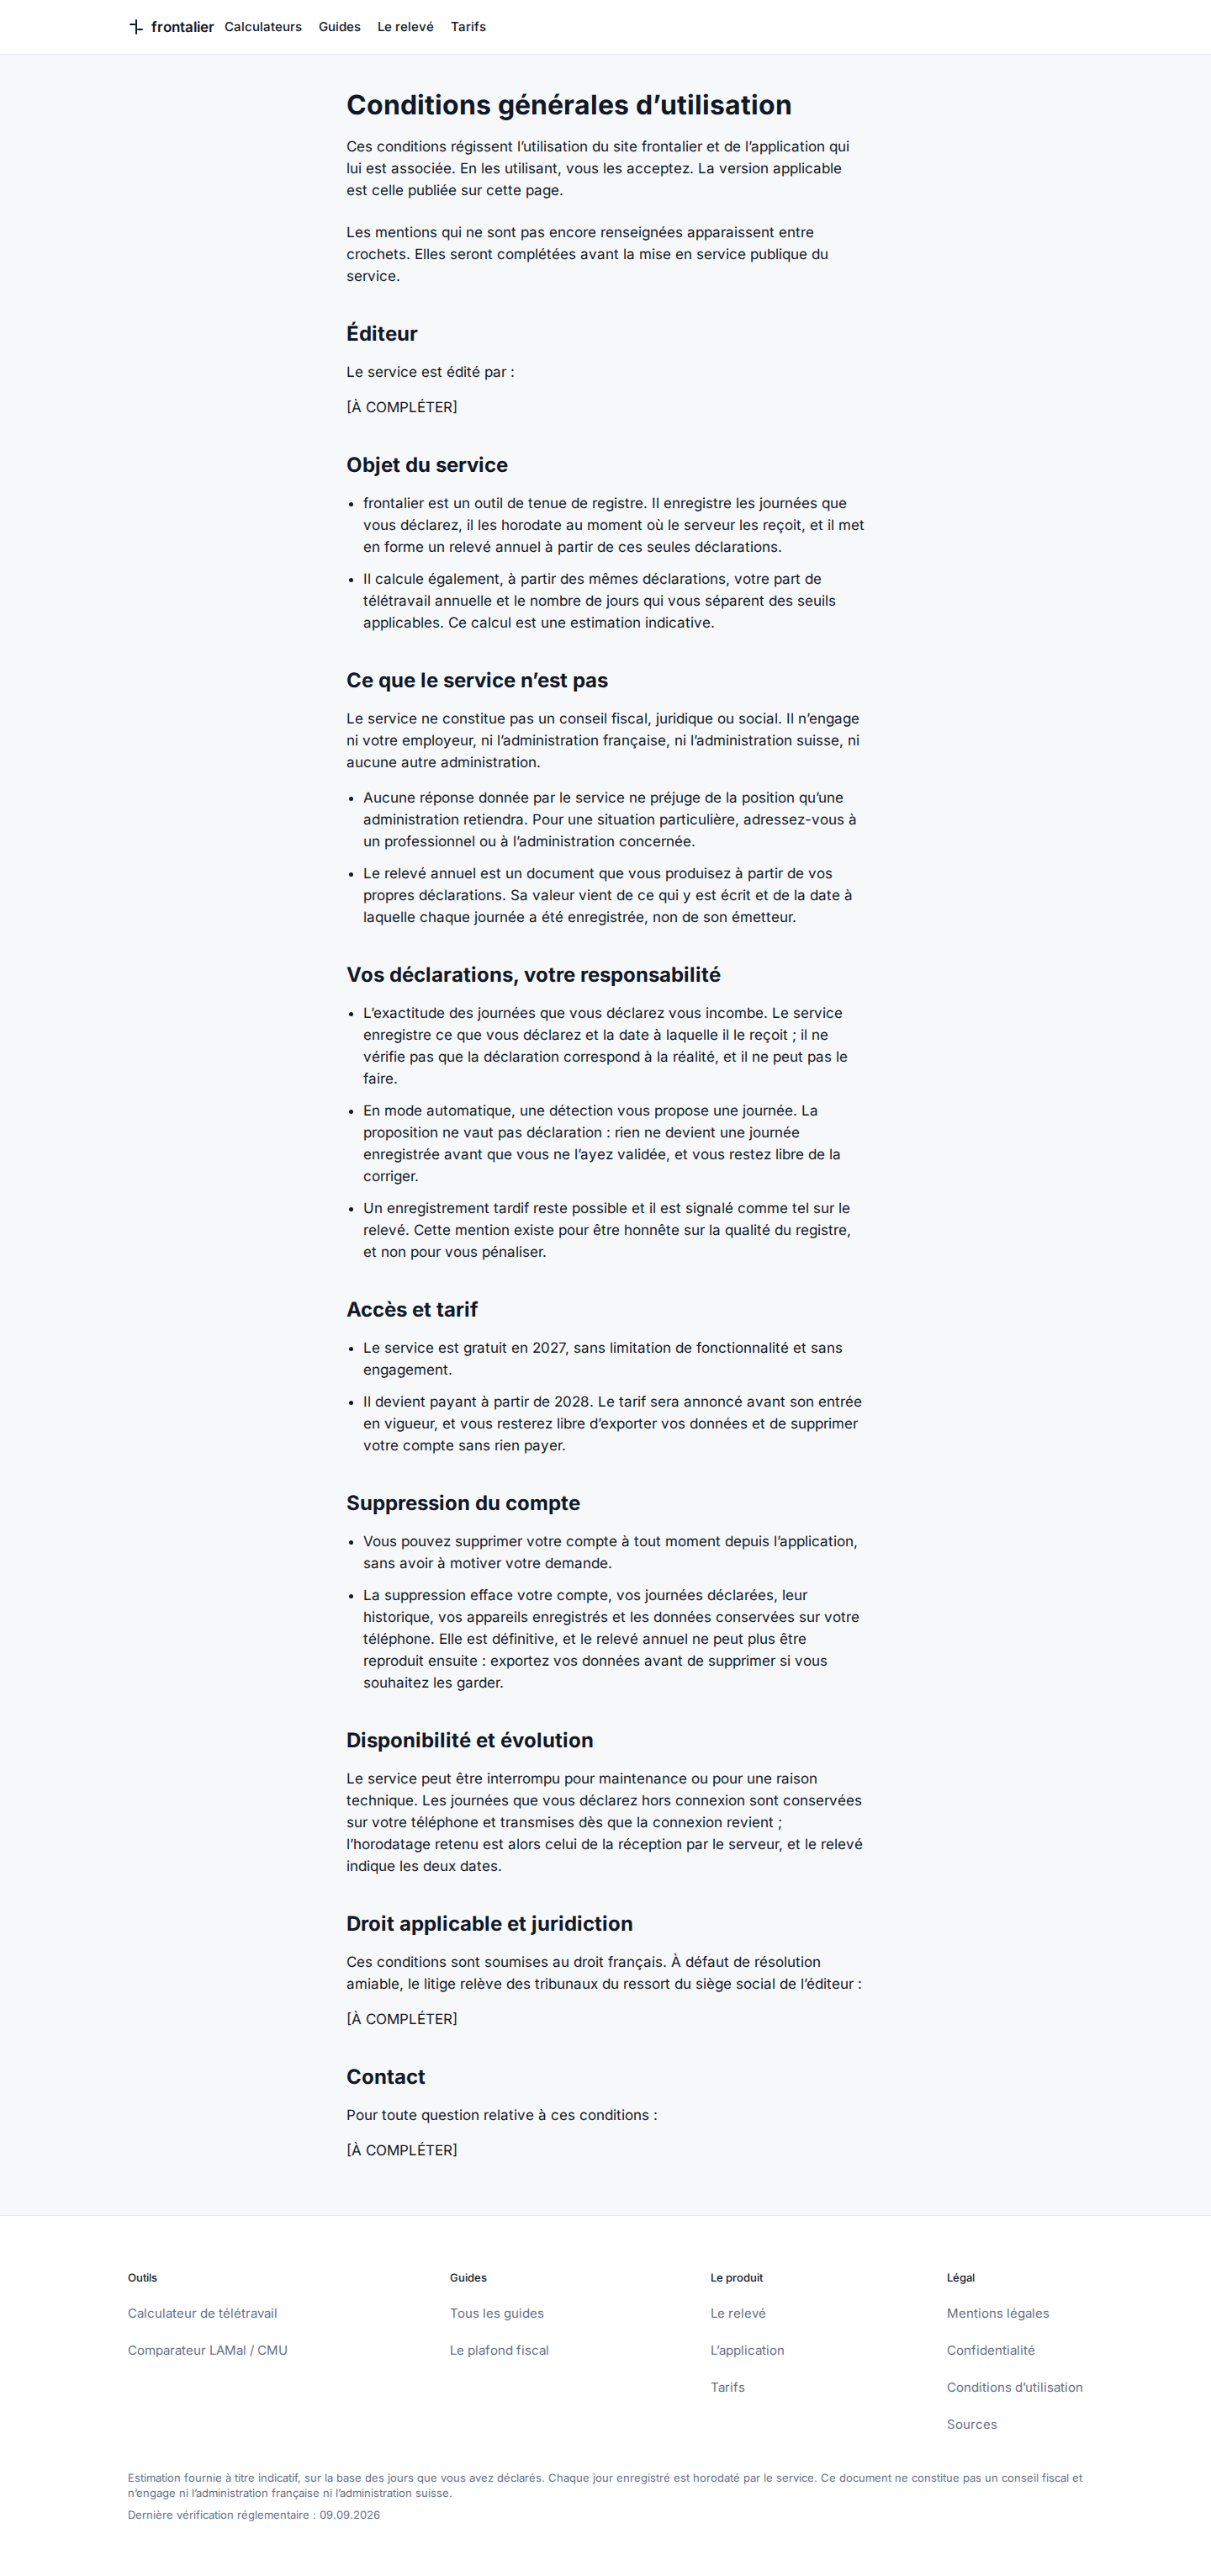 frontalier Calculateurs Guides Le relevé Tarifs
Conditions générales d’utilisation
Ces conditions régissent l’utilisation du site frontalier et de l’application qui
lui est associée. En les utilisant, vous les acceptez. La version applicable
est celle publiée sur cette page.
Les mentions qui ne sont pas encore renseignées apparaissent entre
crochets. Elles seront complétées avant la mise en service publique du
service.
Éditeur
Le service est édité par :
[À COMPLÉTER]
Objet du service
• frontalier est un outil de tenue de registre. Il enregistre les journées que
vous déclarez, il les horodate au moment où le serveur les reçoit, et il met
en forme un relevé annuel à partir de ces seules déclarations.
• Il calcule également, à partir des mêmes déclarations, votre part de
télétravail annuelle et le nombre de jours qui vous séparent des seuils
applicables. Ce calcul est une estimation indicative.
Ce que le service n’est pas
Le service ne constitue pas un conseil fiscal, juridique ou social. Il n’engage
ni votre employeur, ni l’administration française, ni l’administration suisse, ni
aucune autre administration.
• Aucune réponse donnée par le service ne préjuge de la position qu’une
administration retiendra. Pour une situation particulière, adressez-vous à
un professionnel ou à l’administration concernée.
• Le relevé annuel est un document que vous produisez à partir de vos
propres déclarations. Sa valeur vient de ce qui y est écrit et de la date à
laquelle chaque journée a été enregistrée, non de son émetteur.
Vos déclarations, votre responsabilité
• L’exactitude des journées que vous déclarez vous incombe. Le service
enregistre ce que vous déclarez et la date à laquelle il le reçoit ; il ne
vérifie pas que la déclaration correspond à la réalité, et il ne peut pas le
faire.
• En mode automatique, une détection vous propose une journée. La
proposition ne vaut pas déclaration : rien ne devient une journée
enregistrée avant que vous ne l’ayez validée, et vous restez libre de la
corriger.
• Un enregistrement tardif reste possible et il est signalé comme tel sur le
relevé. Cette mention existe pour être honnête sur la qualité du registre,
et non pour vous pénaliser.
Accès et tarif
• Le service est gratuit en 2027, sans limitation de fonctionnalité et sans
engagement.
• Il devient payant à partir de 2028. Le tarif sera annoncé avant son entrée
en vigueur, et vous resterez libre d’exporter vos données et de supprimer
votre compte sans rien payer.
Suppression du compte
• Vous pouvez supprimer votre compte à tout moment depuis l’application,
sans avoir à motiver votre demande.
• La suppression efface votre compte, vos journées déclarées, leur
historique, vos appareils enregistrés et les données conservées sur votre
téléphone. Elle est définitive, et le relevé annuel ne peut plus être
reproduit ensuite : exportez vos données avant de supprimer si vous
souhaitez les garder.
Disponibilité et évolution
Le service peut être interrompu pour maintenance ou pour une raison
technique. Les journées que vous déclarez hors connexion sont conservées
sur votre téléphone et transmises dès que la connexion revient ;
l’horodatage retenu est alors celui de la réception par le serveur, et le relevé
indique les deux dates.
Droit applicable et juridiction
Ces conditions sont soumises au droit français. À défaut de résolution
amiable, le litige relève des tribunaux du ressort du siège social de l’éditeur :
[À COMPLÉTER]
Contact
Pour toute question relative à ces conditions :
[À COMPLÉTER]
Outils
Calculateur de télétravail
Comparateur LAMal / CMU
Guides
Tous les guides
Le plafond fiscal
Le produit
Le relevé
L’application
Tarifs
Légal
Mentions légales
Confidentialité
Conditions d’utilisation
Sources
Estimation fournie à titre indicatif, sur la base des jours que vous avez déclarés. Chaque jour enregistré est horodaté par le service. Ce document ne constitue pas un conseil fiscal et
n’engage ni l’administration française ni l’administration suisse.
Dernière vérification réglementaire : 09.09.2026